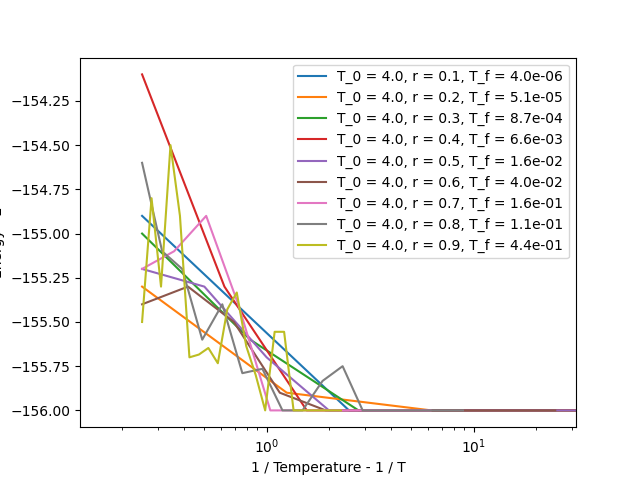 T_0 = 4.0, r = 0.1, T_f = 4.0e-06
T_0 = 4.0, r = 0.2, T_f = 5.1e-05
T_0 = 4.0, r = 0.3, T_f = 8.7e-04
T_0 = 4.0, r = 0.4, T_f = 6.6e-03
T_0 = 4.0, r = 0.5, T_f = 1.6e-02
T_0 = 4.0, r = 0.6, T_f = 4.0e-02
T_0 = 4.0, r = 0.7, T_f = 1.6e-01
T_0 = 4.0, r = 0.8, T_f = 1.1e-01
T_0 = 4.0, r = 0.9, T_f = 4.4e-01
−154.25
−154.50
−154.75
−155.00
−155.25
−155.50
−155.75
−156.00
10⁰ 10¹
1 / Temperature - 1 / T